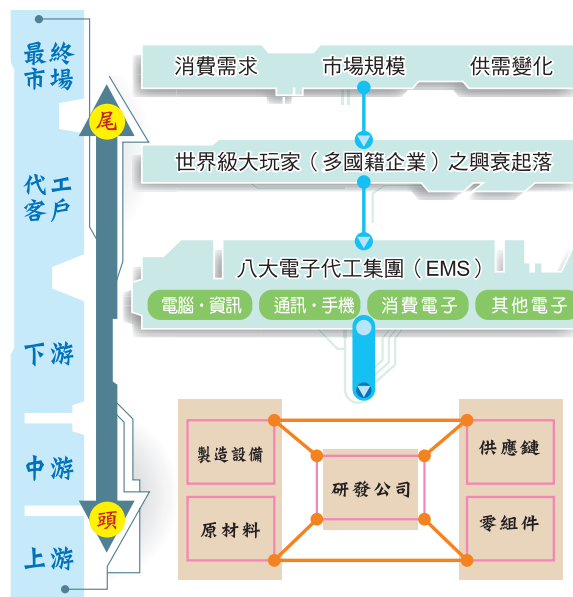 最終
市場
尾
代工
客戶
下游
中游
頭
上游
消費需求 市場規模 供需變化
世界級大玩家（多國籍企業）之興衰起落
八大電子代工集團（EMS）
電腦・資訊 通訊・手機 消費電子 其他電子
製造設備 供應鏈
研發公司
原材料 零組件